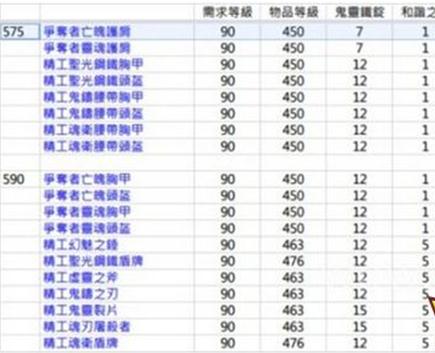 需求等級 物品等級 鬼靈鐵錠 和諧之
575 爭奪者亡魄護肩 90 450 7 1
爭奪者靈魂護肩 90 450 7 1
精工聖光鋼鐵胸甲 90 450 12 1
精工聖光鋼鐵頭盔 90 450 12 1
精工鬼鑄腰帶胸甲 90 450 12 1
精工鬼鑄腰帶頭盔 90 450 12 1
精工魂衛腰帶胸甲 90 450 12 1
精工魂衛腰帶頭盔 90 450 12 1
590 爭奪者亡魄胸甲 90 450 12 1
爭奪者亡魄頭盔 90 450 12 1
爭奪者靈魂胸甲 90 450 12 1
爭奪者靈魂頭盔 90 450 12 1
精工幻魅之錘 90 463 12 5
精工聖光鋼鐵盾牌 90 476 12 5
精工虛靈之斧 90 463 12 5
精工鬼鑄之刃 90 463 12 5
精工鬼靈裂片 90 463 15 5
精工魂刃屠殺者 90 463 15 5
精工魂衛盾牌 90 476 12 5